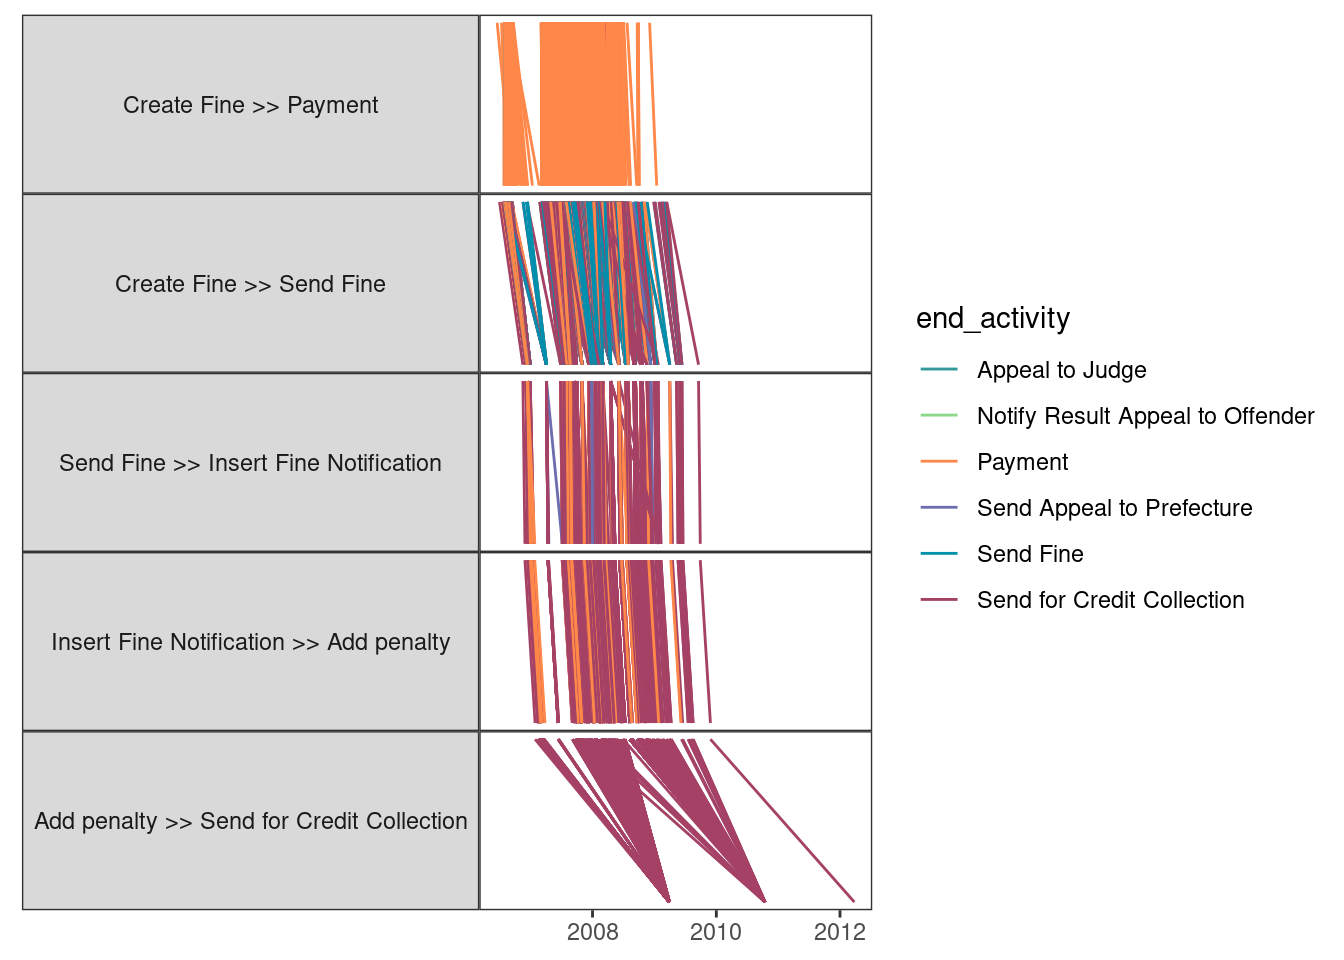 Create Fine >> Payment
Create Fine >> Send Fine
Send Fine >> Insert Fine Notification
Insert Fine Notification >> Add penalty
Add penalty >> Send for Credit Collection
2008 2010 2012
end_activity
Appeal to Judge
Notify Result Appeal to Offender
Payment
Send Appeal to Prefecture
Send Fine
Send for Credit Collection